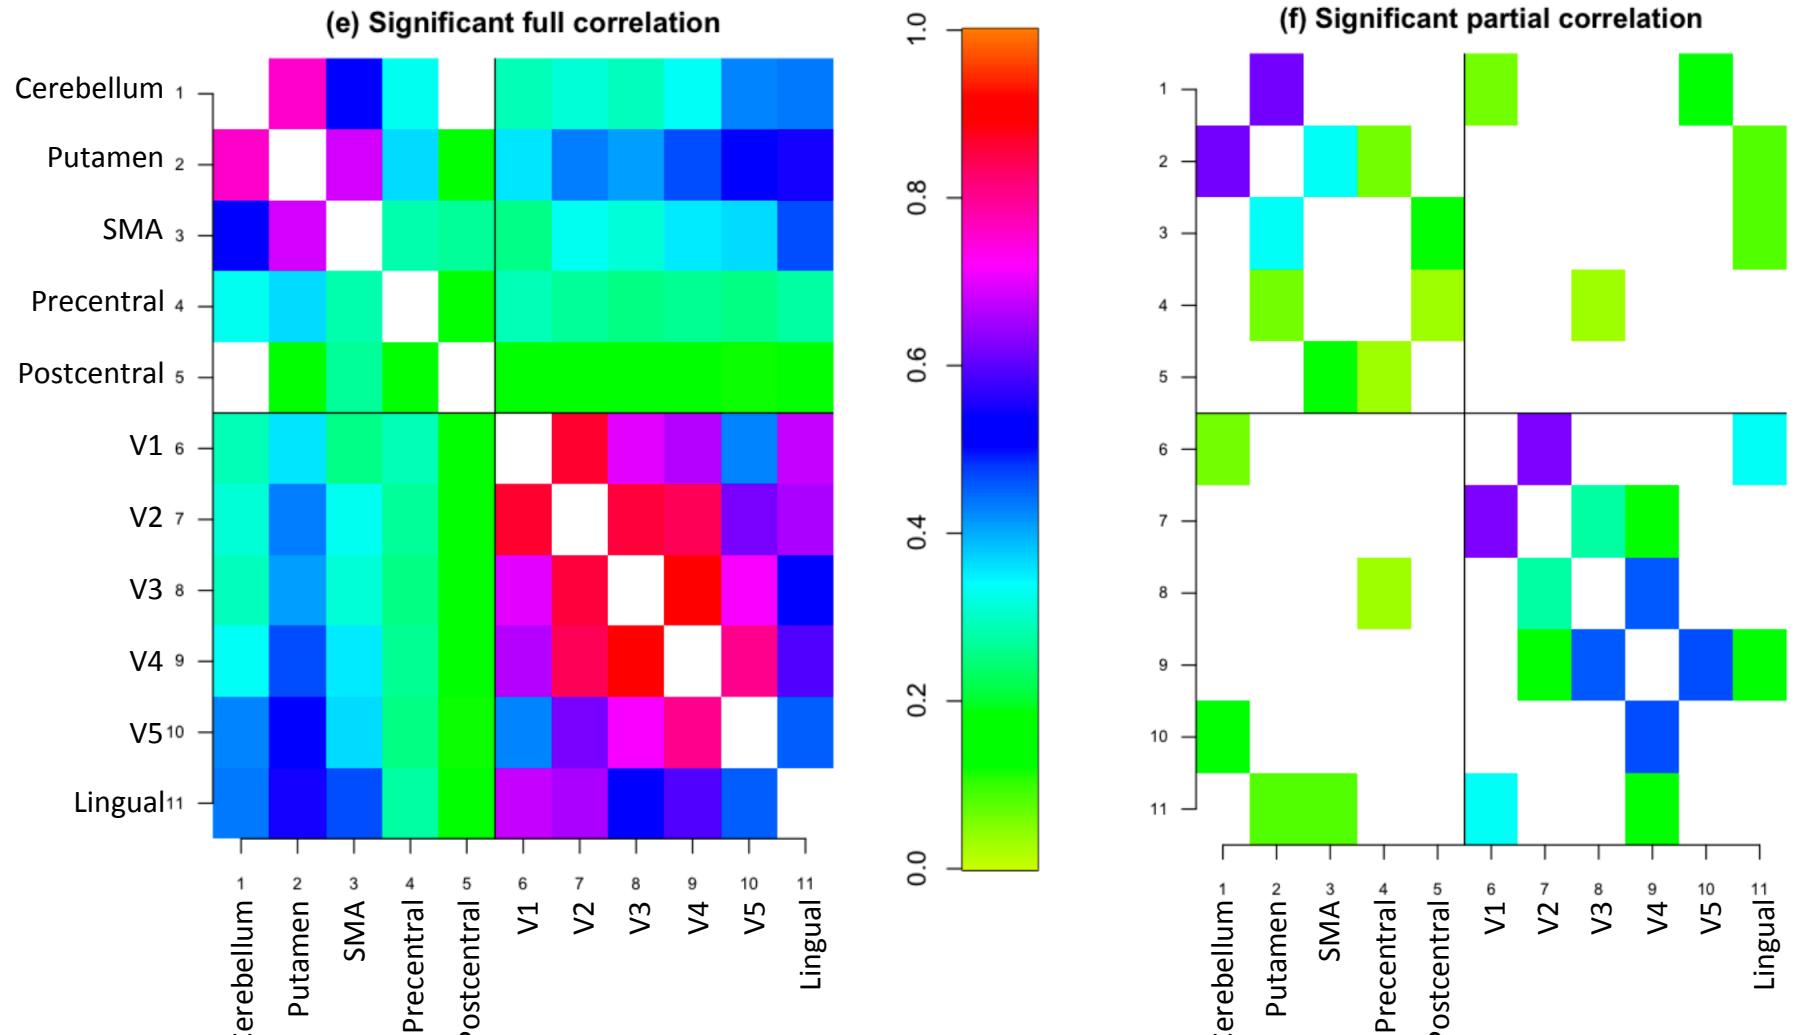 (e) Significant full correlation
Cerebellum 1
Putamen 2
SMA 3
Precentral 4
Postcentral 5
V1 6
V2 7
V3 8
V4 9
V5 10
Lingual 11
1 2 3 4 5 6 7 8 9 10 11
erebellum
Putamen
SMA
Precentral
Postcentral
V1
V2
V3
V4
V5
Lingual
1.0
0.8
0.6
0.4
0.2
0.0
(f) Significant partial correlation
1
2
3
4
5
6
7
8
9
10
11
1 2 3 4 5 6 7 8 9 10 11
erebellum
Putamen
SMA
Precentral
Postcentral
V1
V2
V3
V4
V5
Lingual